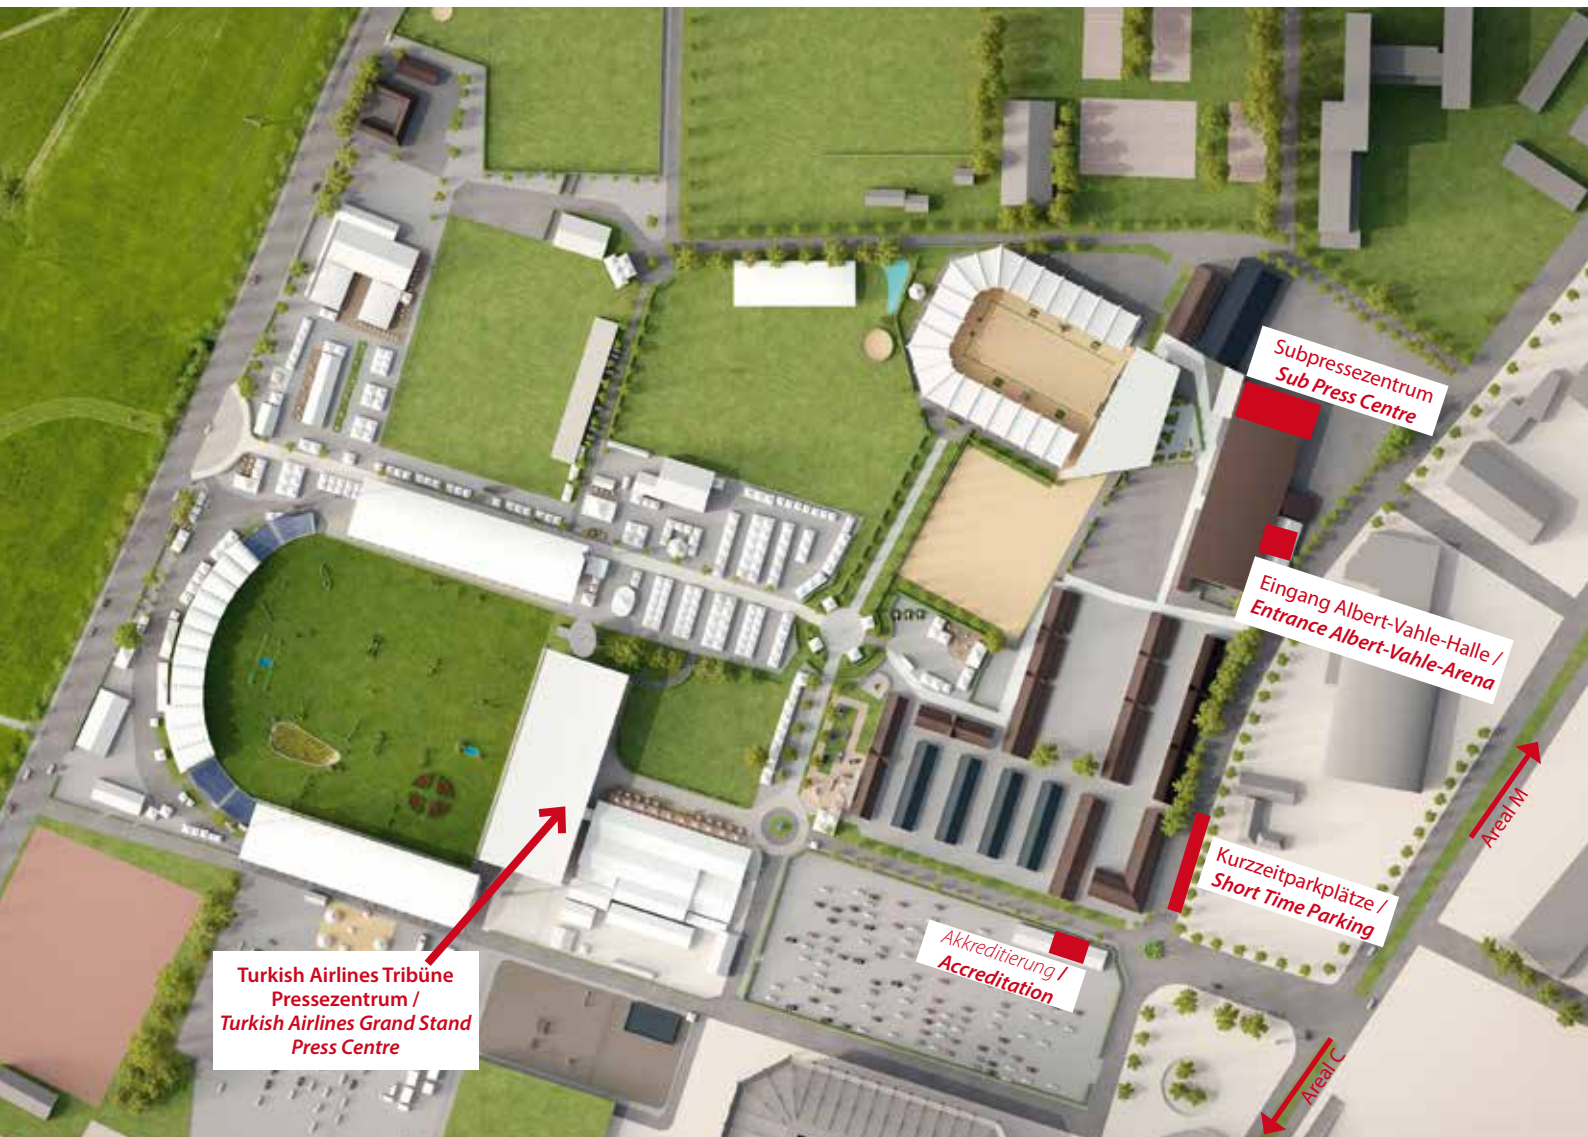 Subpressezentrum
Sub Press Centre
Eingang Albert-Vahle-Halle /
Entrance Albert-Vahle-Arena
Areal M
Kurzzeitparkplätze /
Short Time Parking
Akkreditierung /
Accreditation
Turkish Airlines Tribüne
Pressezentrum /
Turkish Airlines Grand Stand
Press Centre
Areal C